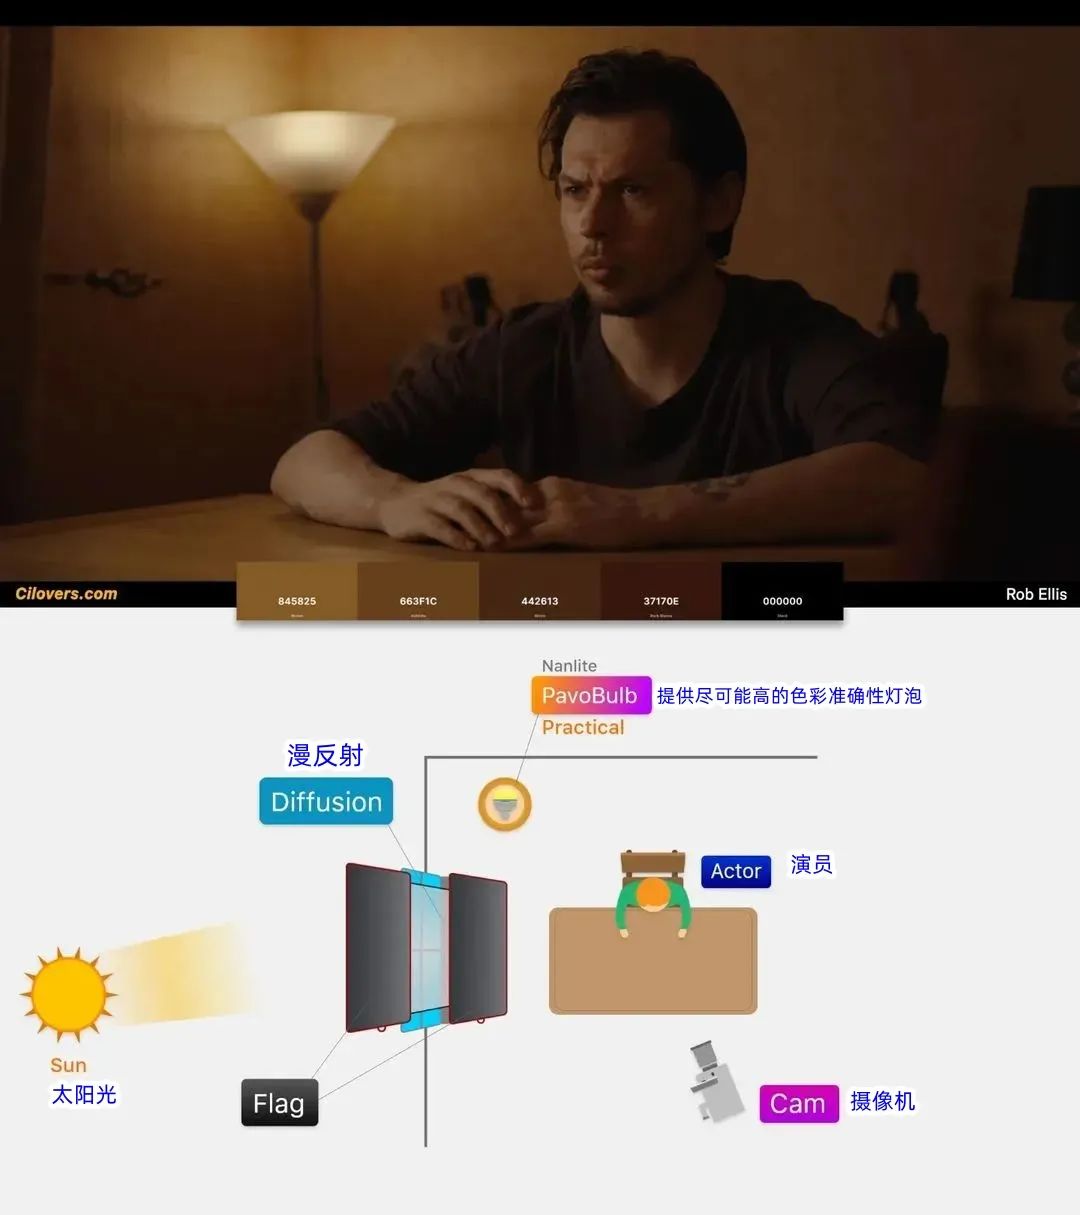 Cilovers.com
Rob Ellis
845825
663F1C
442613
37170E
000000
Nanlite
PavoBulb
提供尽可能高的色彩准确性灯泡
Practical
漫反射
Diffusion
Actor
演员
Sun
太阳光
Flag
Cam
摄像机